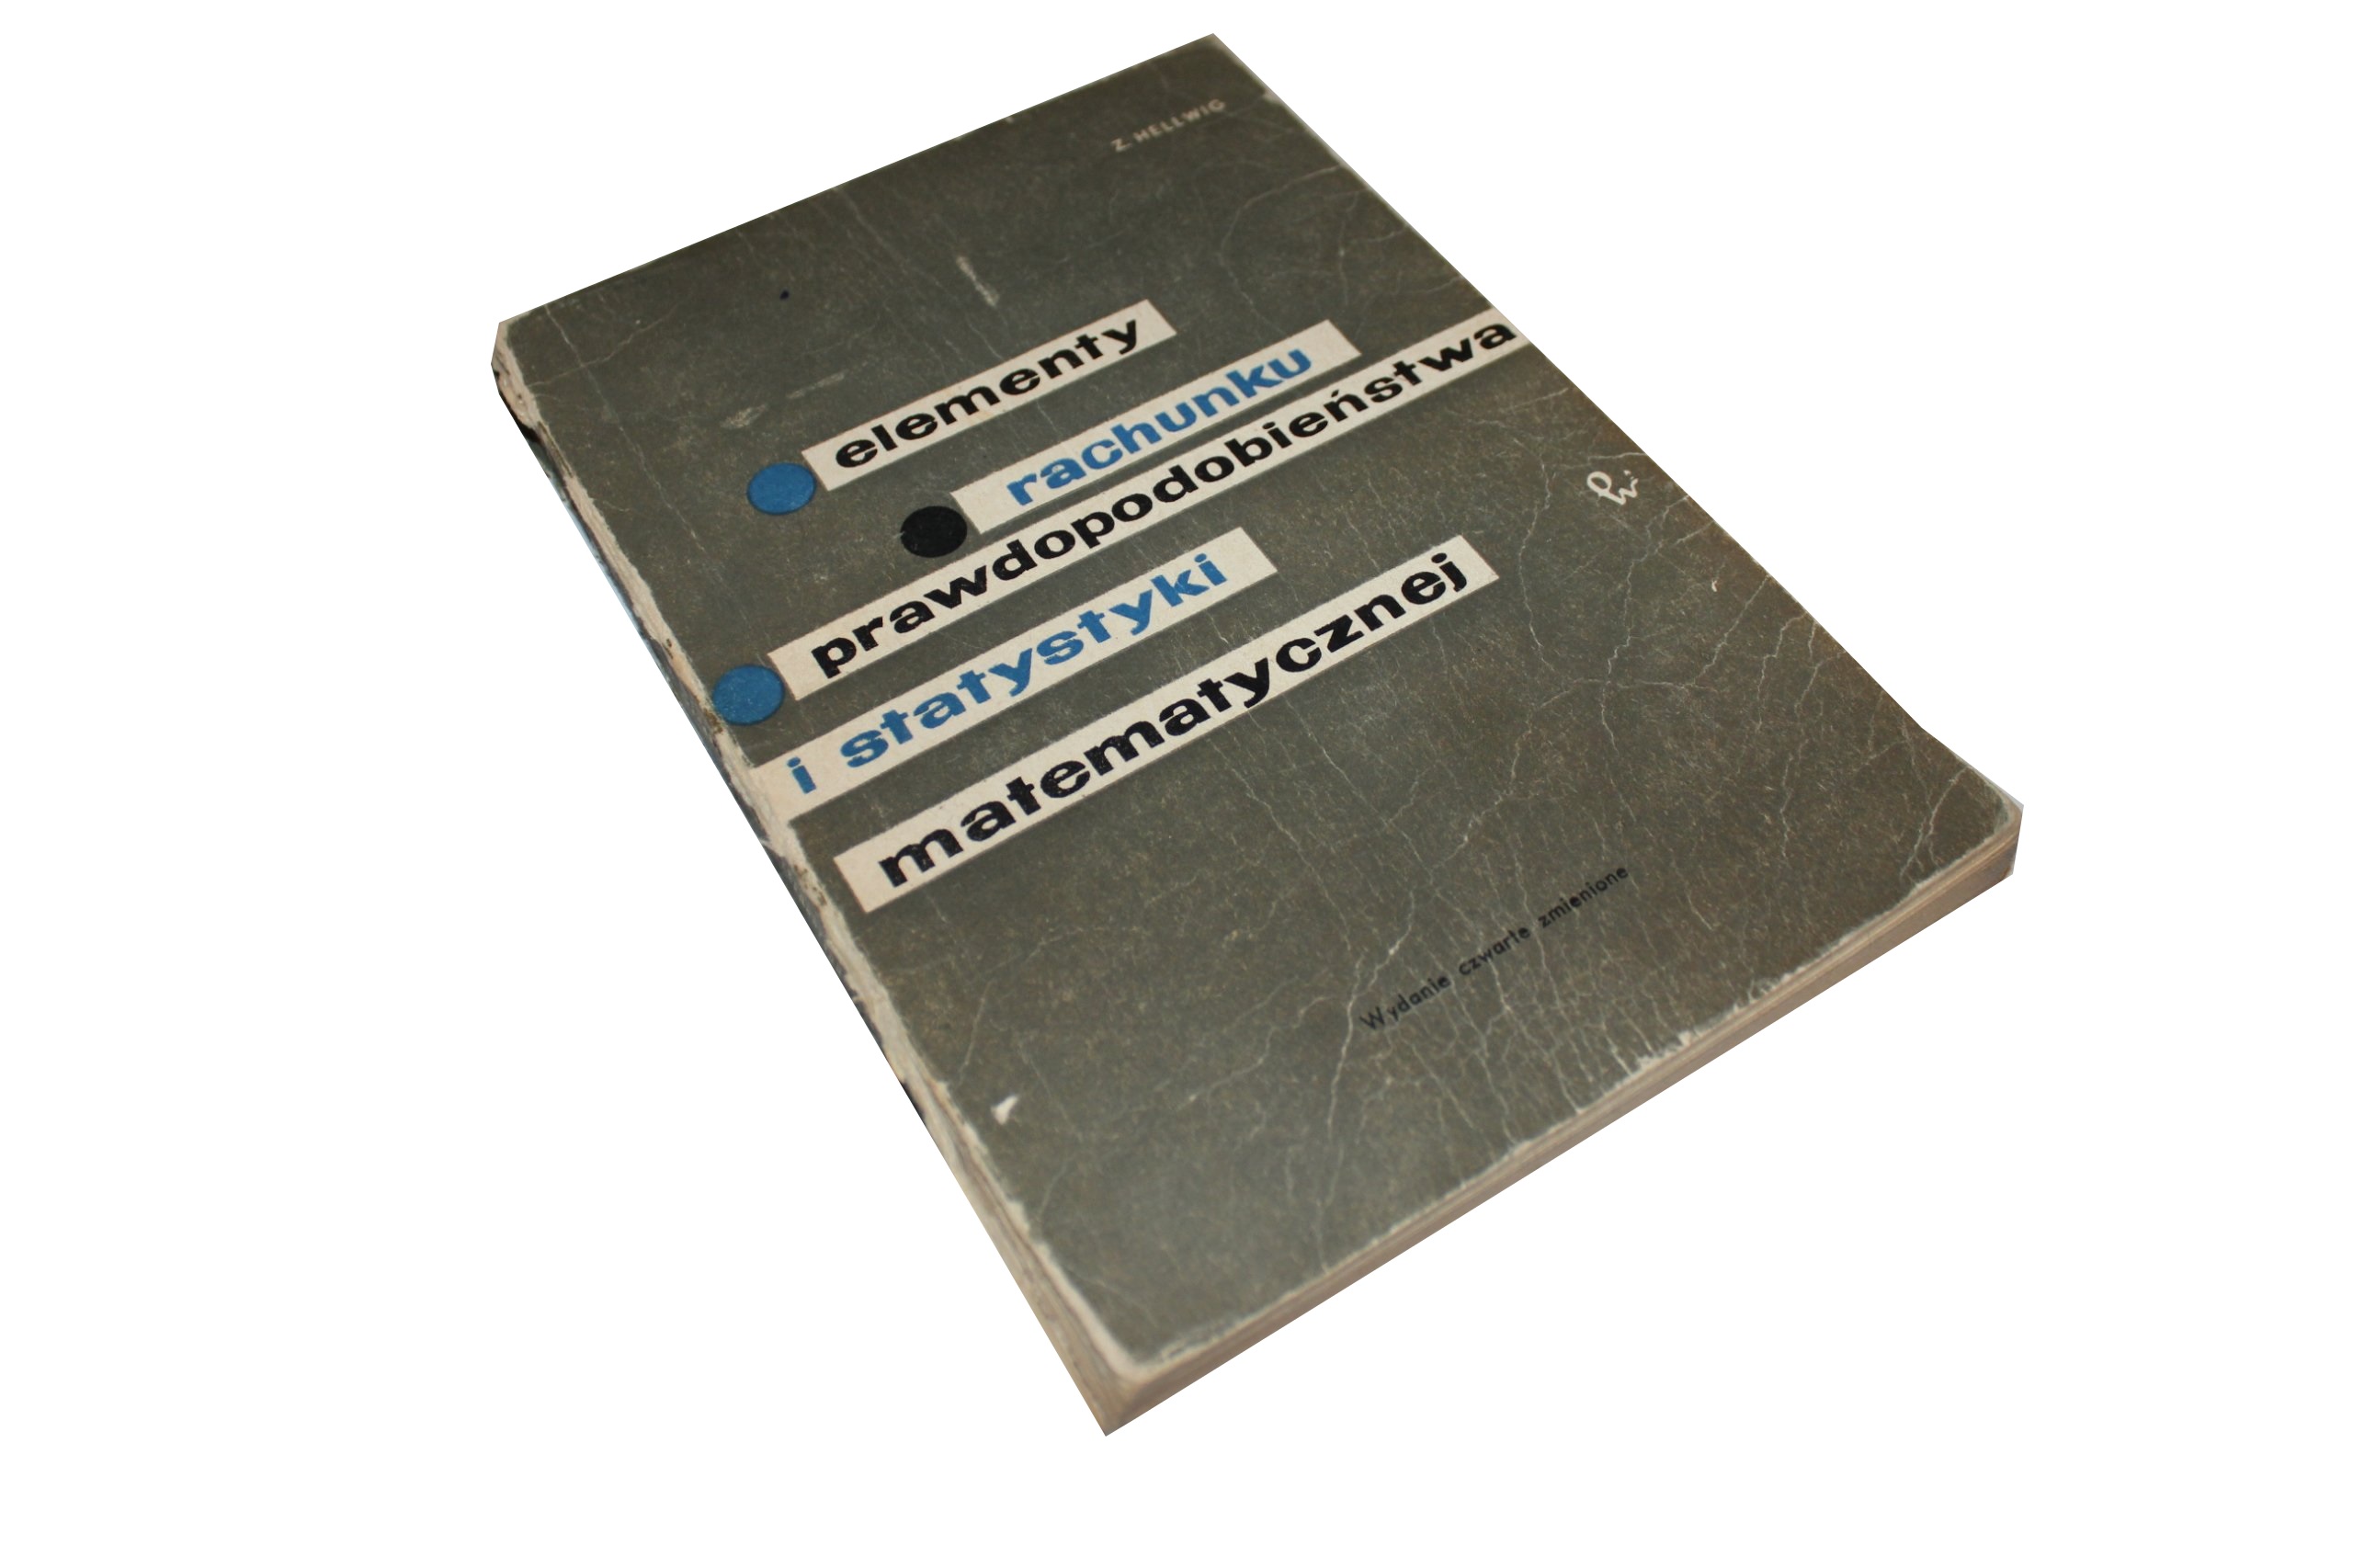 Z. HELLWIG
elementy
rachunku
prawdopodobieństwa
i statystyki
matematycznej
Wydanie czwarte zmienione